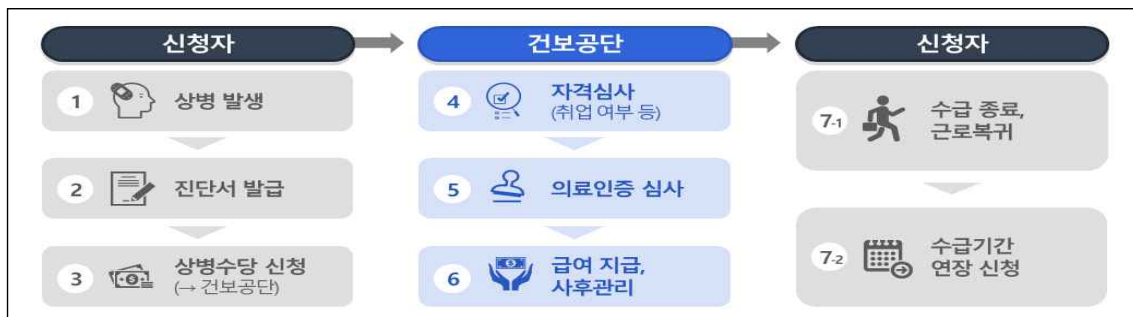 신청자
1 상병 발생
2 진단서 발급
3 상병수당 신청
(→ 건보공단)
건보공단
4 자격심사
(취업 여부 등)
5 의료인증 심사
6 급여 지급,
사후관리
신청자
7-1 수급 종료,
근로복귀
7-2 수급기간
연장 신청